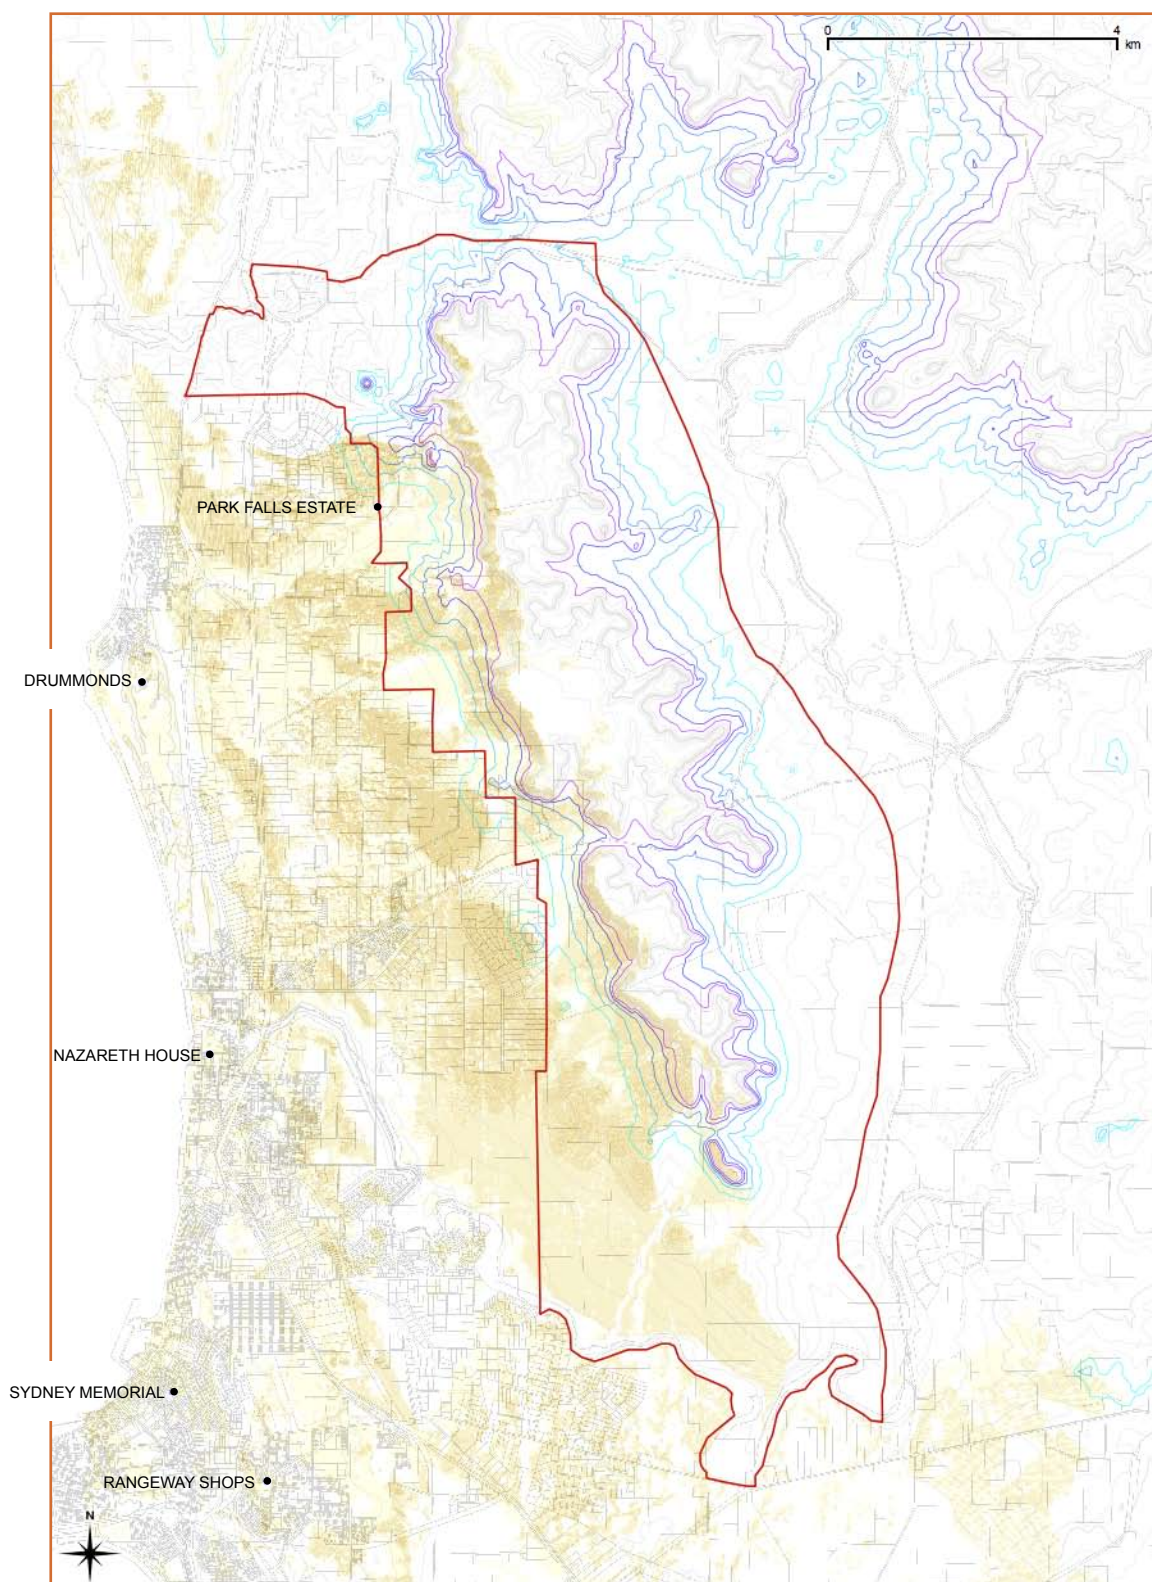 0 4
km
PARK FALLS ESTATE
DRUMMONDS
NAZARETH HOUSE
SYDNEY MEMORIAL
RANGEWAY SHOPS
N